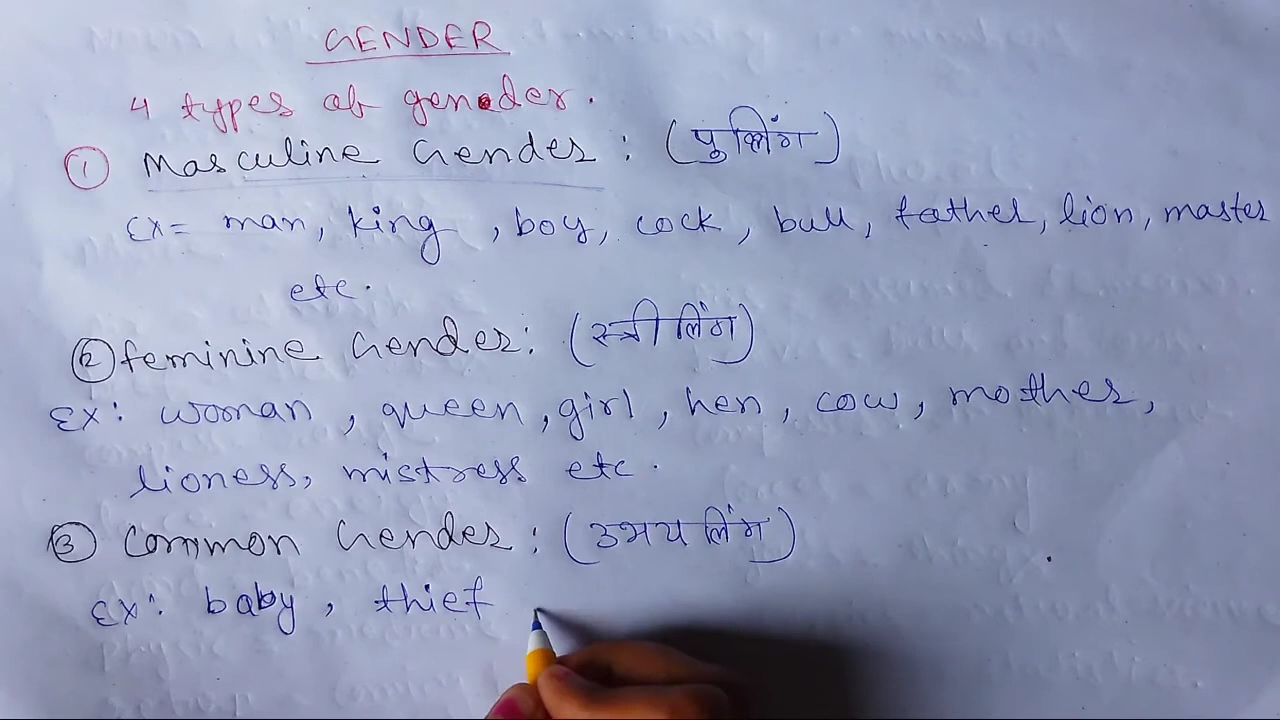 GENDER
4 types of gender.
① Masculine Gender : (पुल्लिंग)
Ex= man, king, boy, cock, bull, father, lion, master
etc.
② feminine Gender: (स्त्रीलिंग)
Ex: woman, queen, girl, hen, cow, mother,
lioness, mistress etc.
③ Common Gender: (उभयलिंग)
Ex: baby, thief